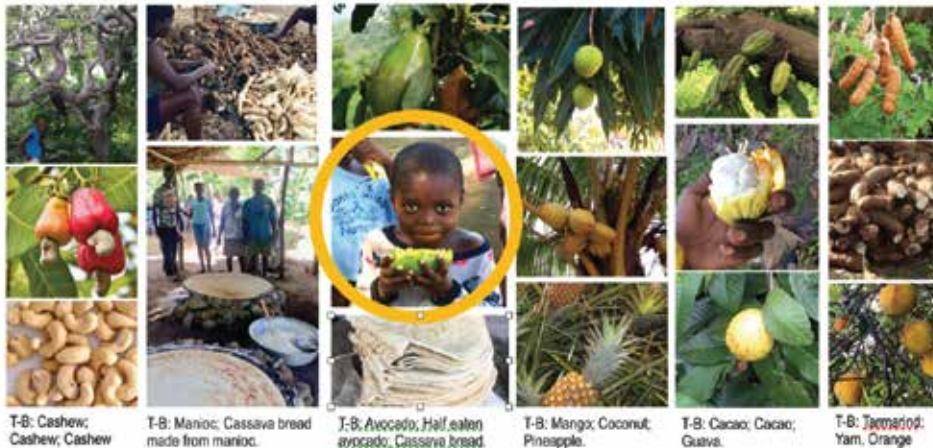 T-B: Cashew;
Cashew; Cashew
T-B: Manioc; Cassava bread
made from manioc.
T-B: Avocado; Half eaten
avocado; Cassava bread
T-B: Mango; Coconut;
Pineapple.
T-B: Cacao; Cacao;
Guava.
T-B: Tarmarind;
Yam, Orange